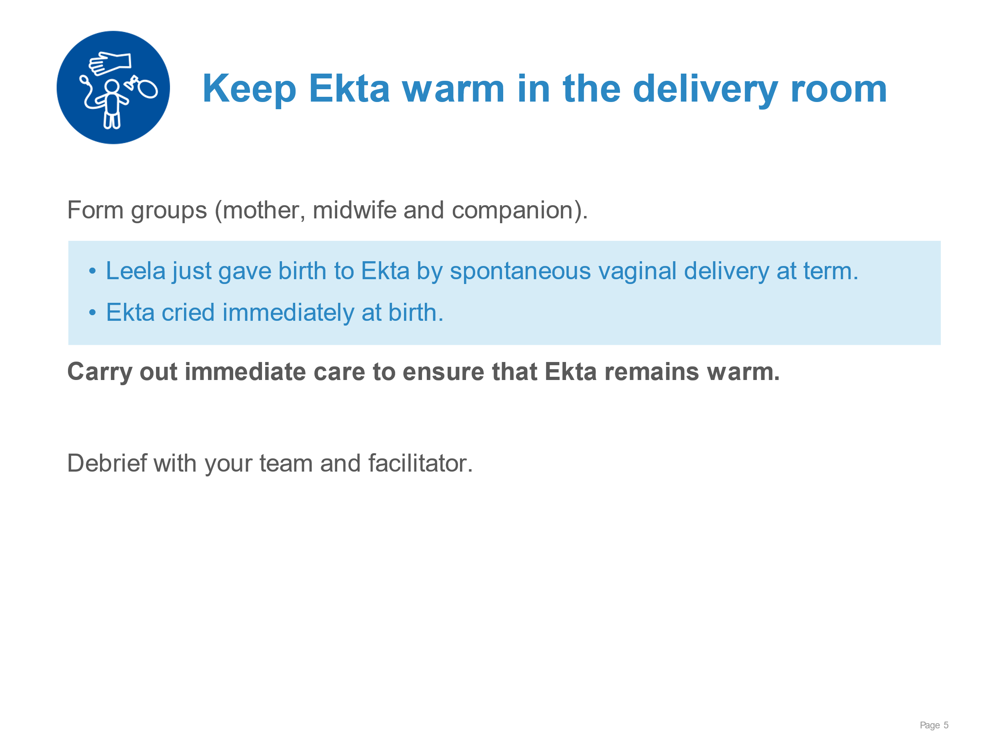 Keep Ekta warm in the delivery room
Form groups (mother, midwife and companion).
• Leela just gave birth to Ekta by spontaneous vaginal delivery at term.
• Ekta cried immediately at birth.
Carry out immediate care to ensure that Ekta remains warm.
Debrief with your team and facilitator.
Page 5